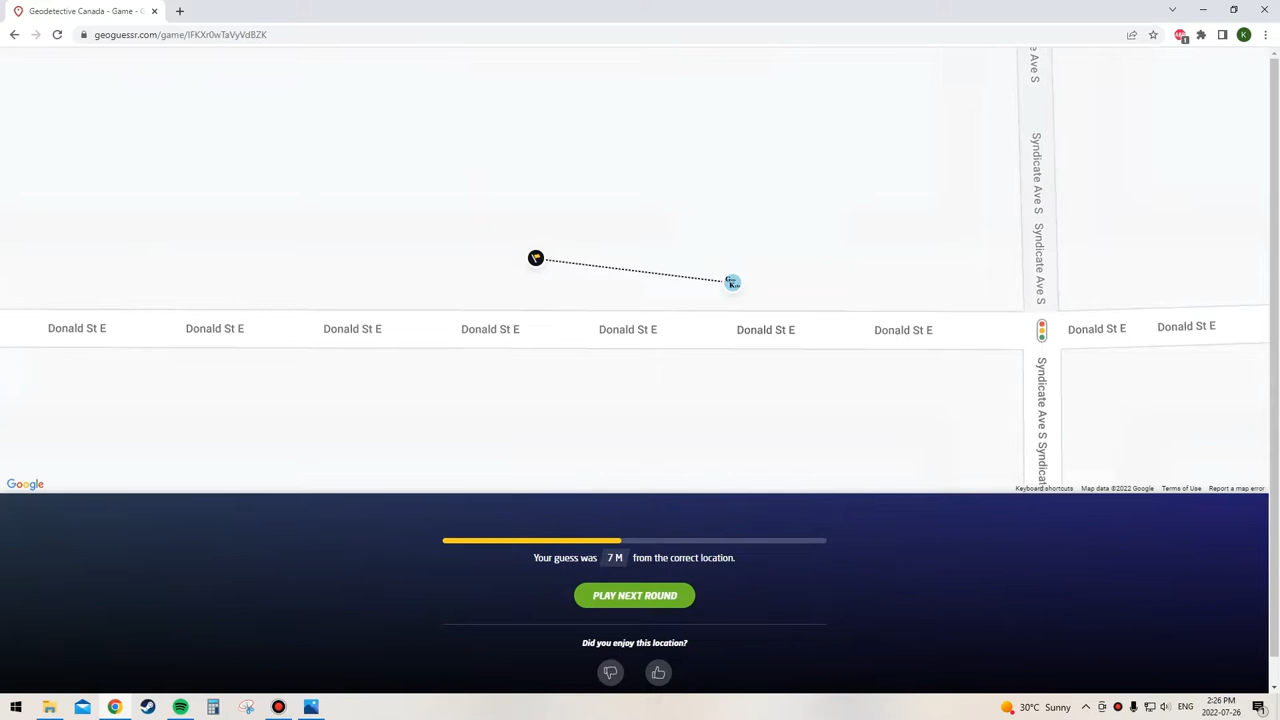 Geodetective Canada - Game - G
geoguessr.com/game/IFKXr0wTaVyVdBZK
1
K
Ave S
Syndicate Ave S
Syndicate Ave S
Geo
Donald St E Donald St E Donald St E Donald St E Donald St E Donald St E Donald St E Donald St E Donald St E
Syndicate Ave S
Syndicat
Google
Keyboard shortcuts Map data ©2022 Google Terms of Use Report a map error
Your guess was 7 M from the correct location.
PLAY NEXT ROUND
Did you enjoy this location?
30°C Sunny
ENG
2:26 PM
2022-07-26
1